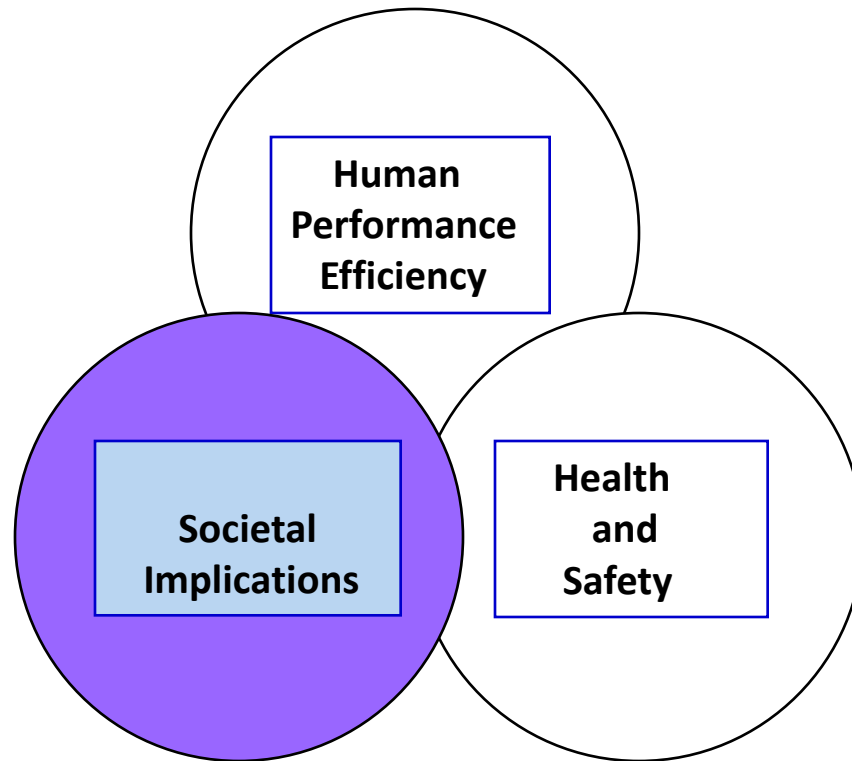 Human
Performance
Efficiency
Societal
Implications
Health
and
Safety